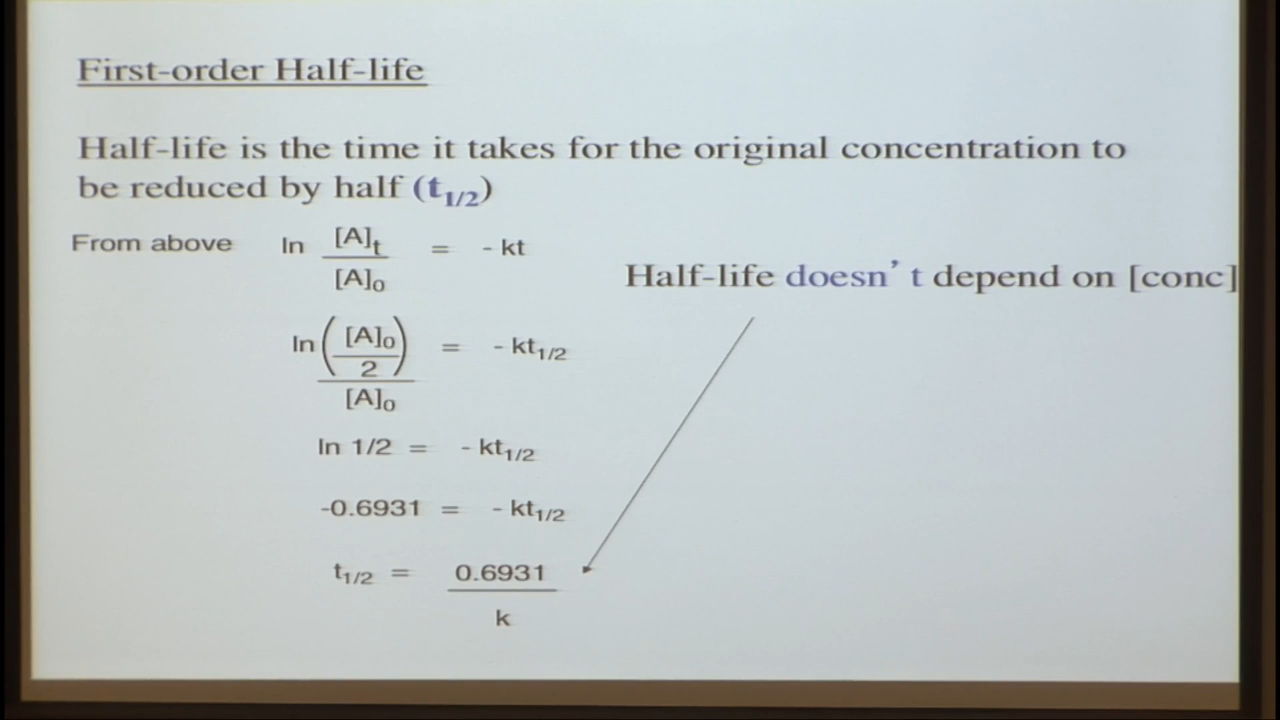 First-order Half-life
Half-life is the time it takes for the original concentration to
be reduced by half (t1/2)
From above ln [A]t / [A]o = - kt
Half-life doesn’t depend on [conc]
ln ([A]o / 2) / [A]o = - kt1/2
ln 1/2 = - kt1/2
-0.6931 = - kt1/2
t1/2 = 0.6931 / k